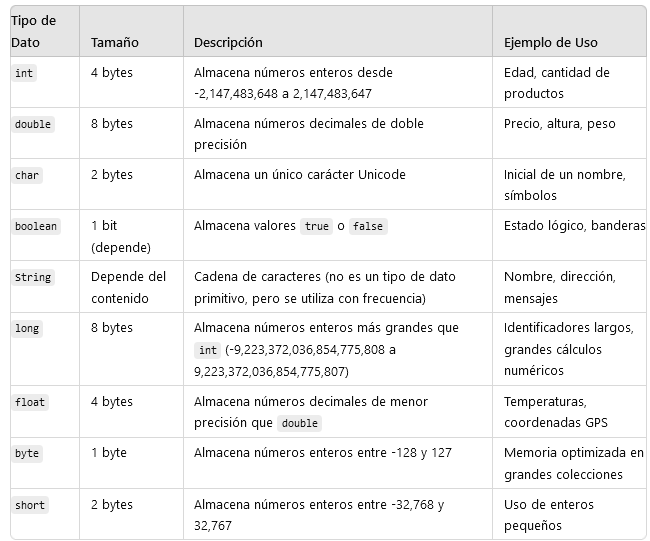 Tipo de
Dato Tamaño Descripción Ejemplo de Uso
int 4 bytes Almacena números enteros desde Edad, cantidad de
-2,147,483,648 a 2,147,483,647 productos
double 8 bytes Almacena números decimales de doble Precio, altura, peso
precisión
char 2 bytes Almacena un único carácter Unicode Inicial de un nombre,
símbolos
boolean 1 bit Almacena valores true o false Estado lógico, banderas
(depende)
String Depende del Cadena de caracteres (no es un tipo de dato Nombre, dirección,
contenido primitivo, pero se utiliza con frecuencia) mensajes
long 8 bytes Almacena números enteros más grandes que Identificadores largos,
int (-9,223,372,036,854,775,808 a grandes cálculos
9,223,372,036,854,775,807) numéricos
float 4 bytes Almacena números decimales de menor Temperaturas,
precisión que double coordenadas GPS
byte 1 byte Almacena números enteros entre -128 y 127 Memoria optimizada en
grandes colecciones
short 2 bytes Almacena números enteros entre -32,768 y Uso de enteros
32,767 pequeños